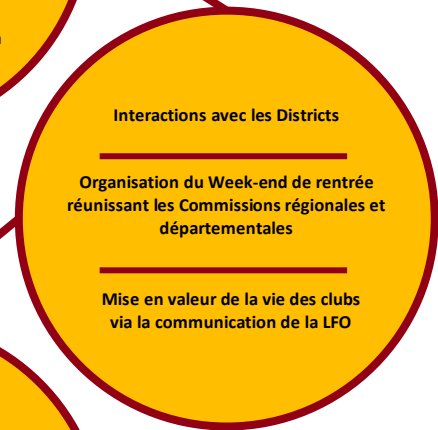 Interactions avec les Districts
Organisation du Week-end de rentrée
réunissant les Commissions régionales et
départementales
Mise en valeur de la vie des clubs
via la communication de la LFO